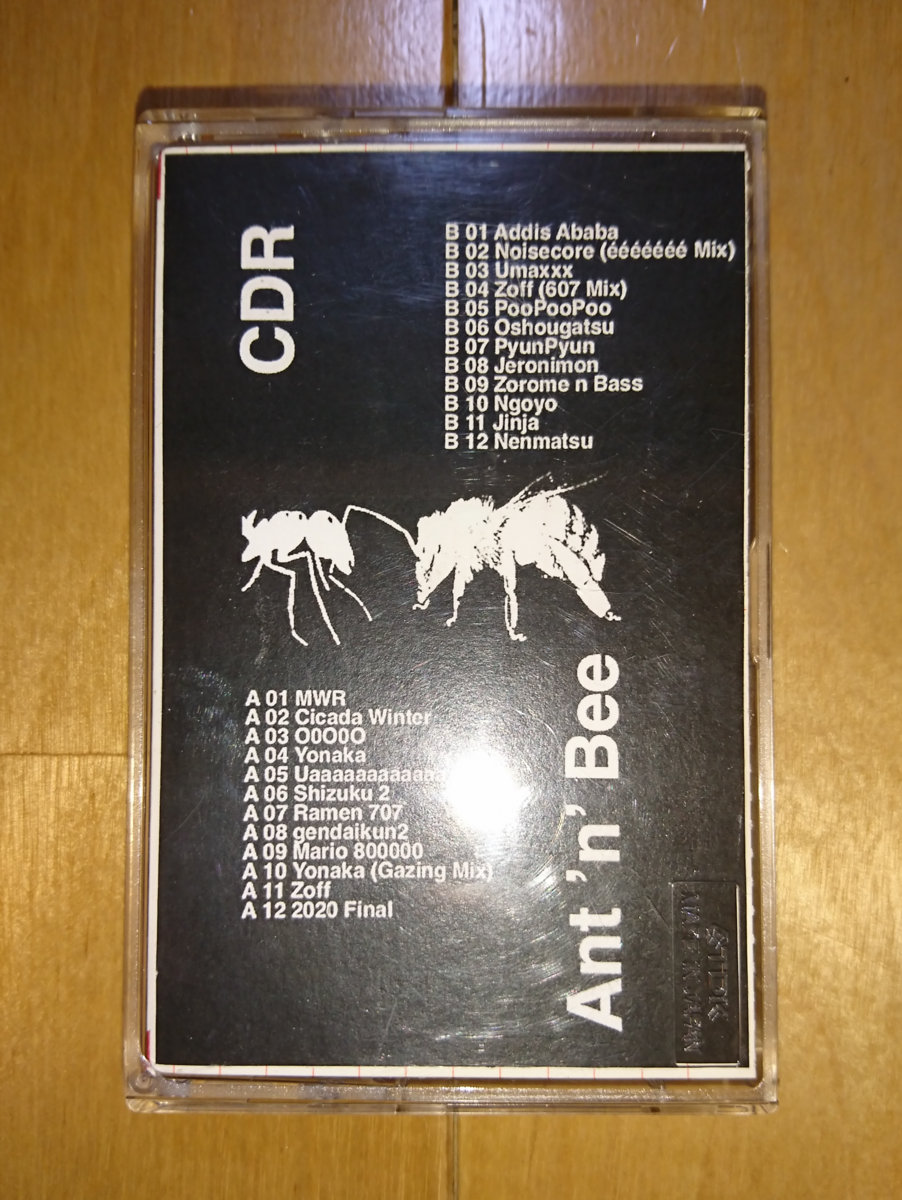 CDR
B 01 Addis Ababa
B 02 Noisecore (ééééééé Mix)
B 03 Umaxxx
B 04 Zoff (607 Mix)
B 05 PooPooPoo
B 06 Oshougatsu
B 07 PyunPyun
B 08 Jeronimon
B 09 Zorome n Bass
B 10 Ngoyo
B 11 Jinja
B 12 Nenmatsu
A 01 MWR
A 02 Cicada Winter
A 03 O0O0O
A 04 Yonaka
A 05
A 06 Shizuku 2
A 07 Ramen 707
A 08 gendaikun2
A 09 Mario 800000
A 10 Yonaka (Gazing Mix)
A 11 Zoff
A 12 2020 Final
Ant 'n' Bee
TDK
JAPAN